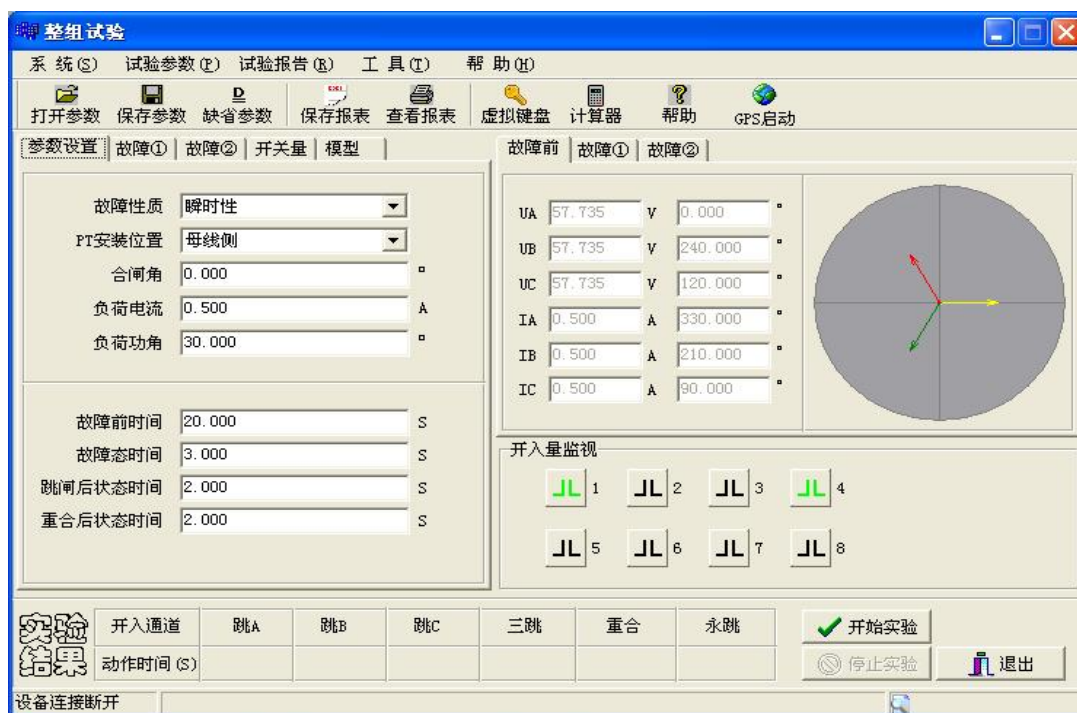 整组试验
系 统(S) 试验参数(P) 试验报告(R) 工 具(T) 帮 助(H)
打开参数 保存参数 缺省参数 保存报表 查看报表 虚拟键盘 计算器 帮助 GPS启动
参数设置 故障① 故障② 开关量 模型
故障前 故障① 故障②
故障性质 瞬时性
PT安装位置 母线侧
合闸角 0.000 °
负荷电流 0.500 A
负荷功角 30.000 °
故障前时间 20.000 S
故障态时间 3.000 S
跳闸后状态时间 2.000 S
重合后状态时间 2.000 S
UA 57.735 V 0.000 °
UB 57.735 V 240.000 °
UC 57.735 V 120.000 °
IA 0.500 A 330.000 °
IB 0.500 A 210.000 °
IC 0.500 A 90.000 °
开入量监视
1 2 3 4
5 6 7 8
实验
结果
开入通道 跳A 跳B 跳C 三跳 重合 永跳
动作时间(S)
开始实验
停止实验 退出
设备连接断开